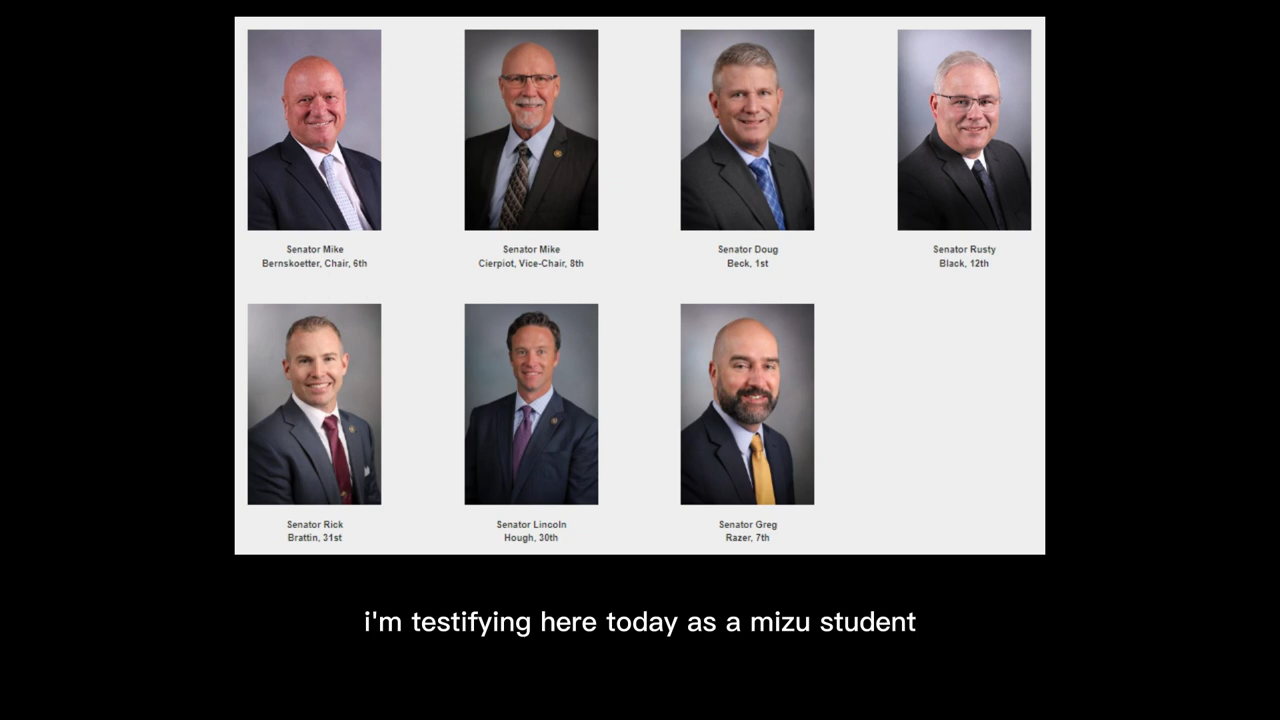 Senator Mike
Bernskoetter, Chair, 6th
Senator Mike
Cierpiot, Vice-Chair, 8th
Senator Doug
Beck, 1st
Senator Rusty
Black, 12th
Senator Rick
Brattin, 31st
Senator Lincoln
Hough, 30th
Senator Greg
Razer, 7th
i'm testifying here today as a mizu student